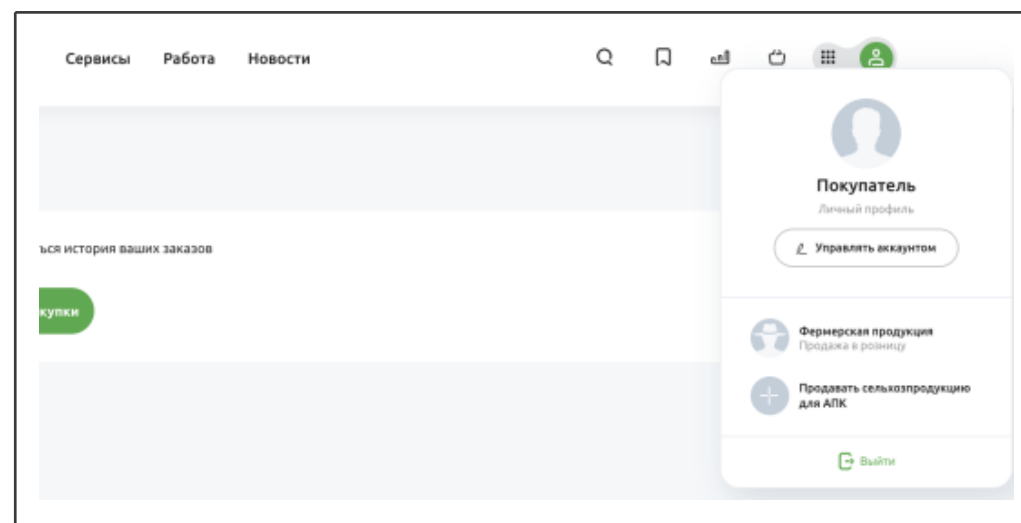 Сервисы Работа Новости
Покупатель
Личный профиль
Управлять аккаунтом
ься история ваших заказов
купки
Фермерская продукция
Продажа в розницу
Продавать сельхозпродукцию
для АПК
Выйти